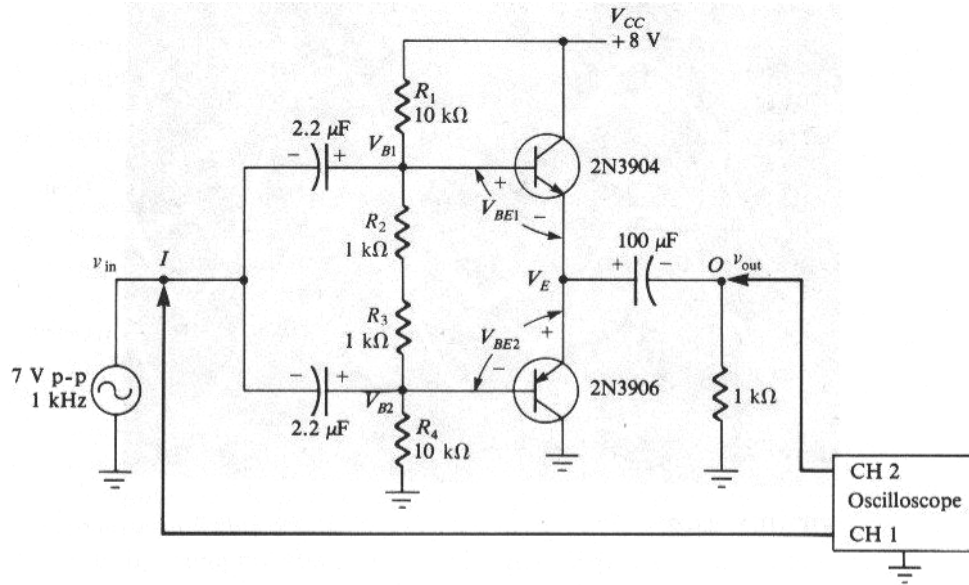 V_CC
+8 V
R_1
10 kΩ
2.2 μF
− +
V_B1
2N3904
+
V_BE1
−
R_2
1 kΩ
100 μF
+ −
v_in
I
V_E
O
v_out
R_3
1 kΩ
V_BE2
+
−
7 V p-p
1 kHz
− +
2N3906
1 kΩ
2.2 μF
V_B2
R_4
10 kΩ
CH 2
Oscilloscope
CH 1